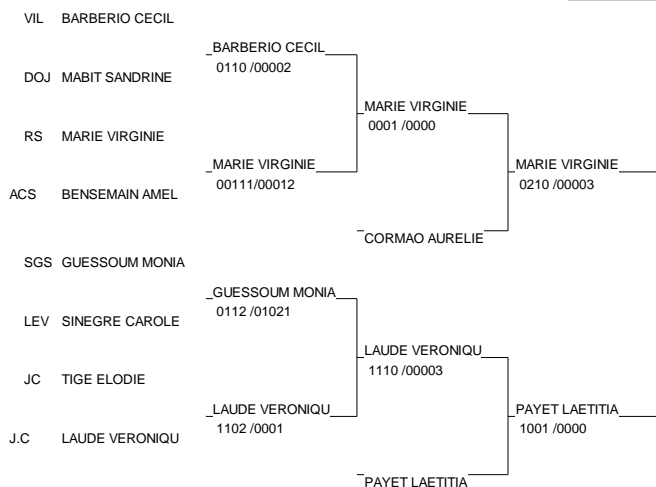 VIL BARBERIO CECIL
BARBERIO CECIL
0110 /00002
DOJ MABIT SANDRINE
MARIE VIRGINIE
0001 /0000
RS MARIE VIRGINIE
MARIE VIRGINIE
00111/00012
MARIE VIRGINIE
0210 /00003
ACS BENSEMAIN AMEL
CORMAO AURELIE
SGS GUESSOUM MONIA
GUESSOUM MONIA
0112 /01021
LEV SINEGRE CAROLE
LAUDE VERONIQU
1110 /00003
JC TIGE ELODIE
LAUDE VERONIQU
1102 /0001
PAYET LAETITIA
1001 /0000
J.C LAUDE VERONIQU
PAYET LAETITIA